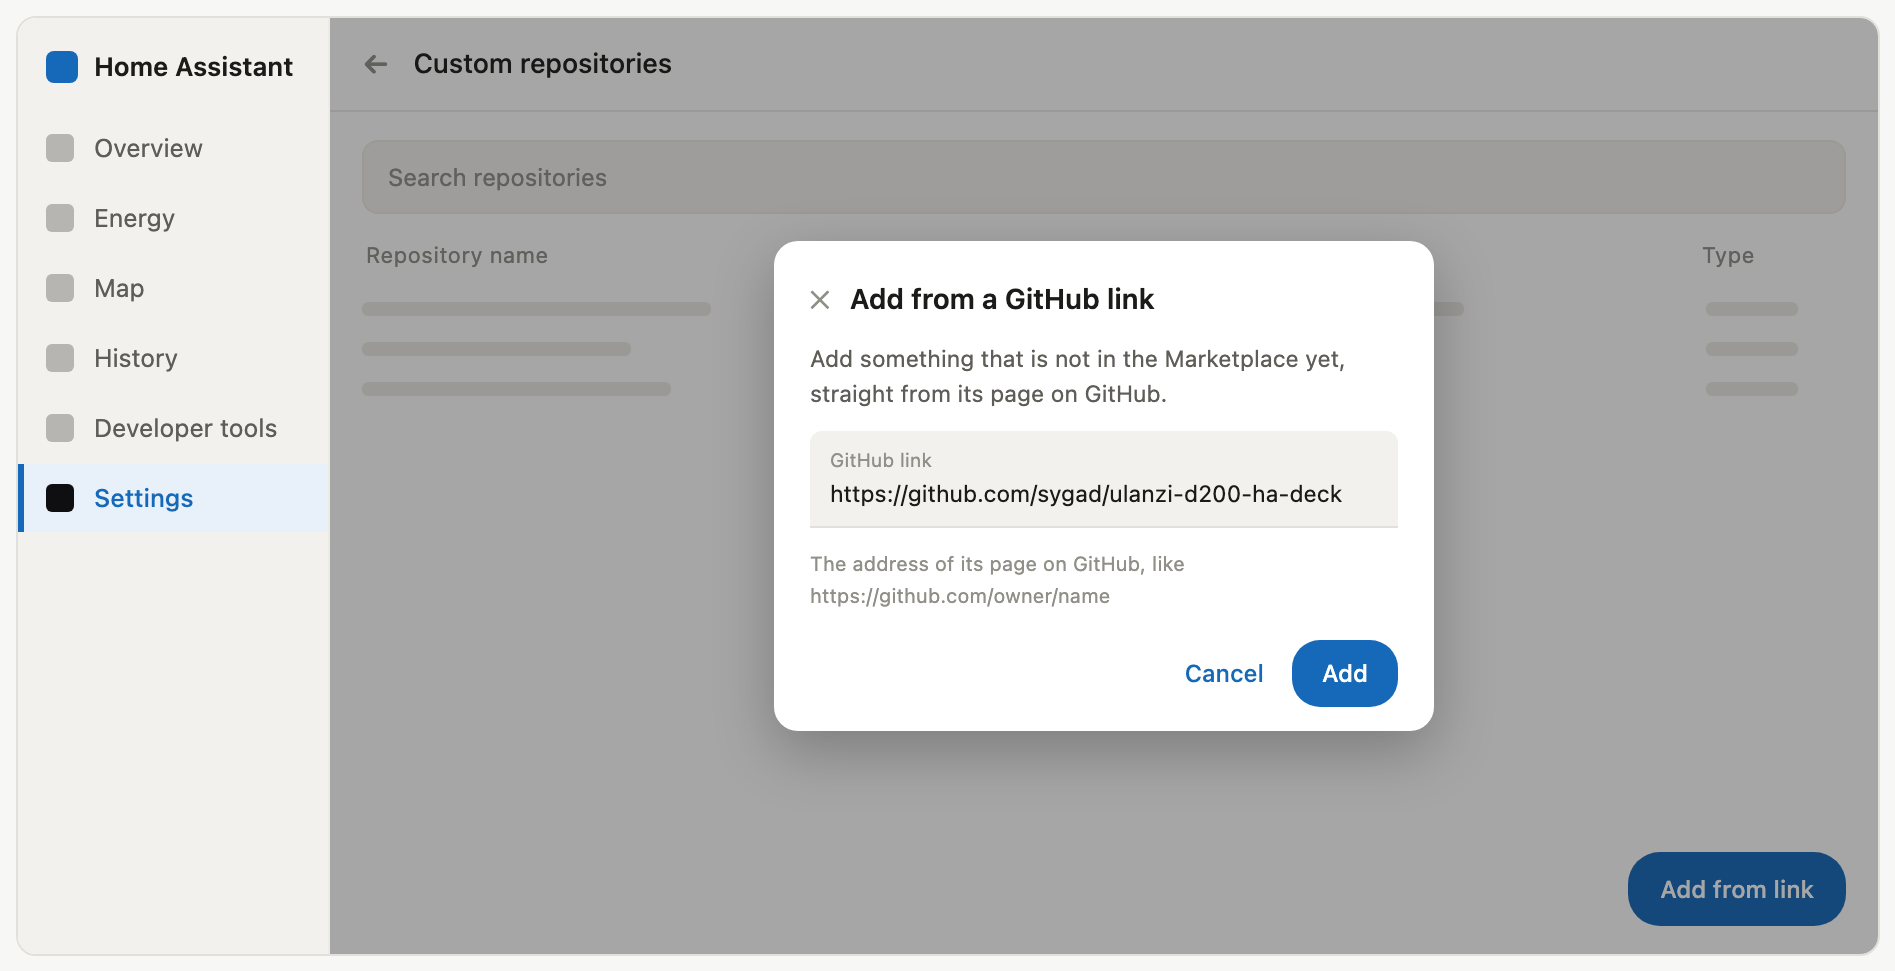 Home Assistant
Overview
Energy
Map
History
Developer tools
Settings
Custom repositories
Search repositories
Repository name
Type
Add from a GitHub link
Add something that is not in the Marketplace yet,
straight from its page on GitHub.
GitHub link
https://github.com/sygad/ulanzi-d200-ha-deck
The address of its page on GitHub, like
https://github.com/owner/name
Cancel
Add
Add from link